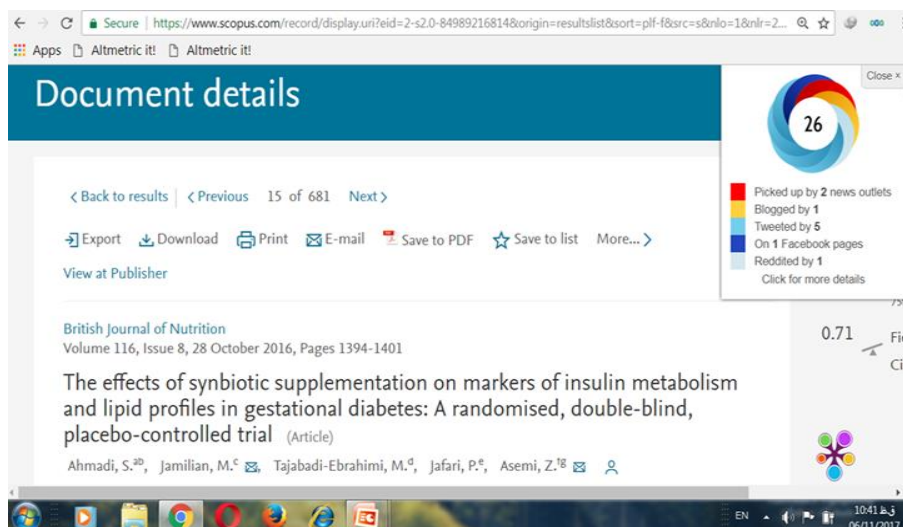 Secure | https://www.scopus.com/record/display.uri?eid=2-s2.0-84989216814&origin=resultslist&sort=plf-f&src=s&nlo=1&nlr=2...
Apps Altmetric it! Altmetric it!
Document details
Close ×
26
Picked up by 2 news outlets
Blogged by 1
Tweeted by 5
On 1 Facebook pages
Reddited by 1
Click for more details
< Back to results | < Previous 15 of 681 Next >
Export Download Print E-mail Save to PDF Save to list More... >
View at Publisher
British Journal of Nutrition
Volume 116, Issue 8, 28 October 2016, Pages 1394-1401
0.71
The effects of synbiotic supplementation on markers of insulin metabolism
and lipid profiles in gestational diabetes: A randomised, double-blind,
placebo-controlled trial (Article)
Ahmadi, S.ab, Jamilian, M.c, Tajabadi-Ebrahimi, M.d, Jafari, P.e, Asemi, Z.fg
EN
10:41 ق.ظ
06/11/2017